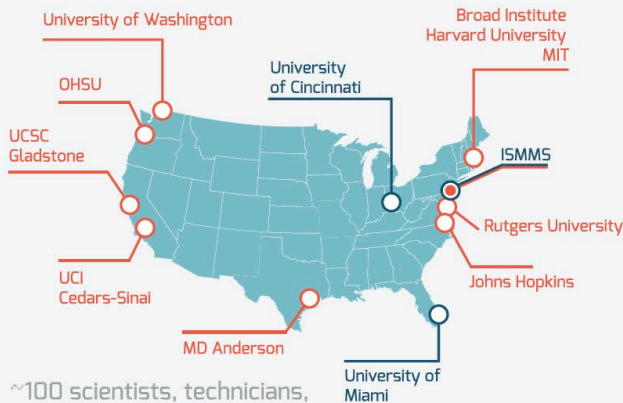 University of Washington
Broad Institute
Harvard University
MIT
University
of Cincinnati
OHSU
UCSC
Gladstone
ISMMS
Rutgers University
UCI
Cedars-Sinai
Johns Hopkins
MD Anderson
University of
Miami
~100 scientists, technicians,